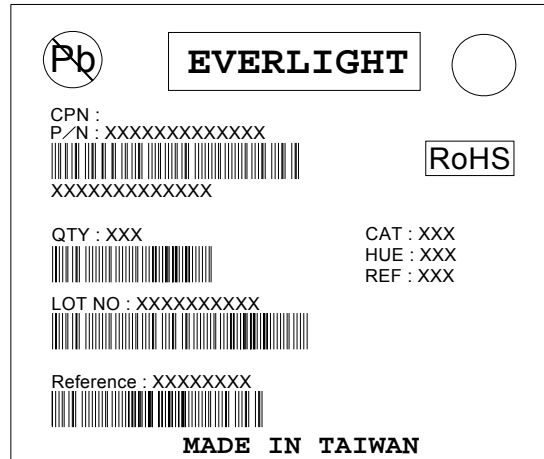 Pb
EVERLIGHT
CPN :
P/N : XXXXXXXXXXXXX
RoHS
XXXXXXXXXXXXX
QTY : XXX
CAT : XXX
HUE : XXX
REF : XXX
LOT NO : XXXXXXXXXX
Reference : XXXXXXXX
MADE IN TAIWAN